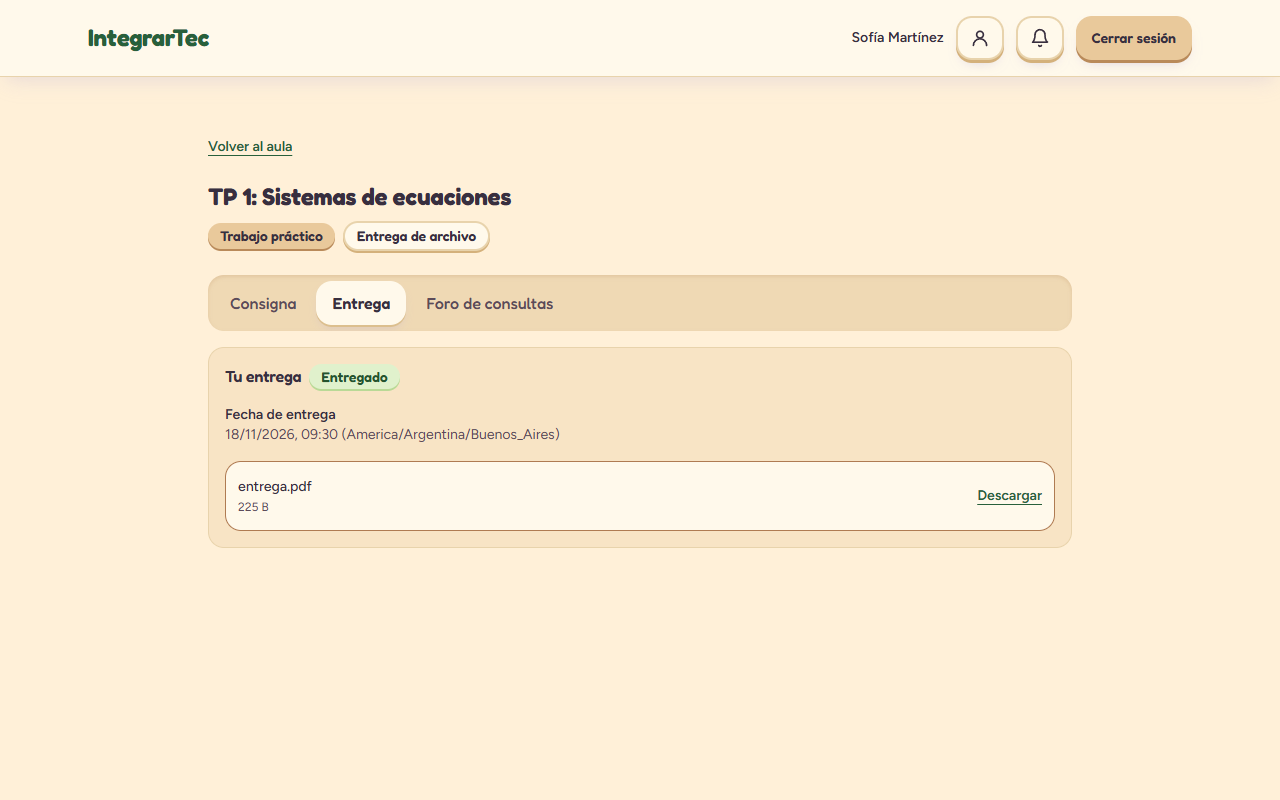 IntegrarTec
Sofía Martínez
Cerrar sesión
Volver al aula
TP 1: Sistemas de ecuaciones
Trabajo práctico
Entrega de archivo
Consigna
Entrega
Foro de consultas
Tu entrega
Entregado
Fecha de entrega
18/11/2026, 09:30 (America/Argentina/Buenos_Aires)
entrega.pdf
225 B
Descargar